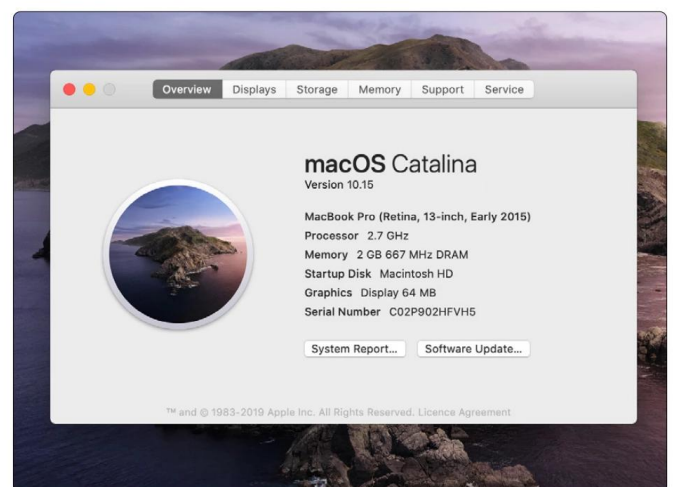 Overview Displays Storage Memory Support Service
macOS Catalina
Version 10.15
MacBook Pro (Retina, 13-inch, Early 2015)
Processor 2.7 GHz
Memory 2 GB 667 MHz DRAM
Startup Disk Macintosh HD
Graphics Display 64 MB
Serial Number C02P902HFVH5
System Report... Software Update...
™ and © 1983-2019 Apple Inc. All Rights Reserved. Licence Agreement